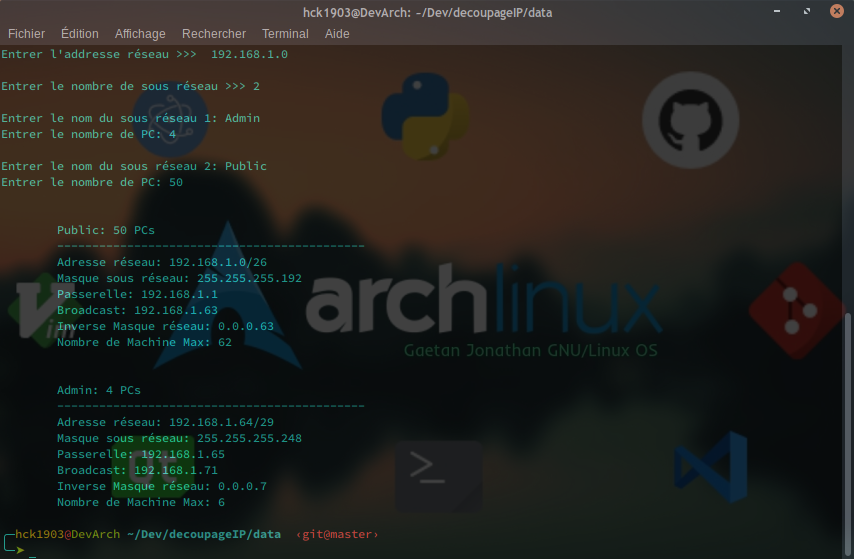 hck1903@DevArch: ~/Dev/decoupageIP/data
Fichier Édition Affichage Rechercher Terminal Aide
Entrer l'addresse réseau >>>  192.168.1.0
Entrer le nombre de sous réseau >>> 2
Entrer le nom du sous réseau 1: Admin
Entrer le nombre de PC: 4
Entrer le nom du sous réseau 2: Public
Entrer le nombre de PC: 50
Public: 50 PCs
--------------------------------------------
Adresse réseau: 192.168.1.0/26
Masque sous réseau: 255.255.255.192
Passerelle: 192.168.1.1
Broadcast: 192.168.1.63
Inverse Masque réseau: 0.0.0.63
Nombre de Machine Max: 62
Admin: 4 PCs
--------------------------------------------
Adresse réseau: 192.168.1.64/29
Masque sous réseau: 255.255.255.248
Passerelle: 192.168.1.65
Broadcast: 192.168.1.71
Inverse Masque réseau: 0.0.0.7
Nombre de Machine Max: 6
hck1903@DevArch ~/Dev/decoupageIP/data  ‹git@master›
archlinux
Gaetan Jonathan GNU/Linux OS
Vim
Qt
>_